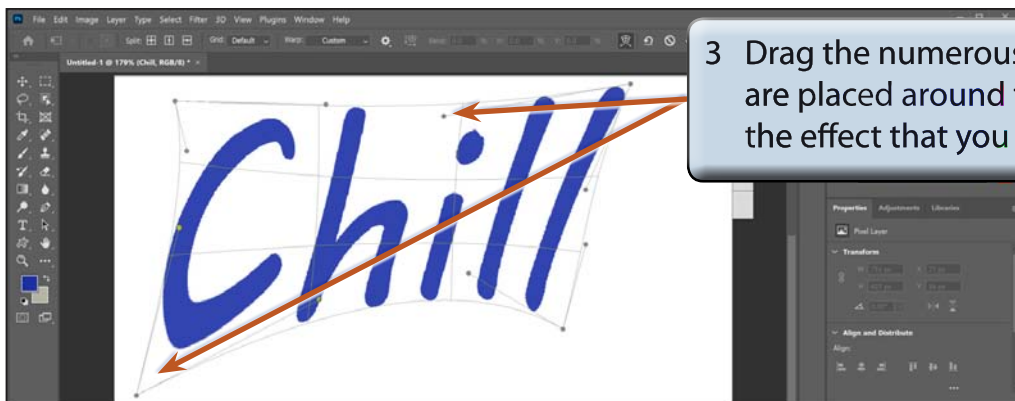 File Edit Image Layer Type Select Filter 3D View Plugins Window Help
Split: Grid: Default Warp: Custom
Untitled-1 @ 179% (Chill, RGB/8) * ×
3 Drag the numerous
are placed around
the effect that you
Chill
Properties Adjustments Libraries
Pixel Layer
Transform
Align and Distribute
Align: